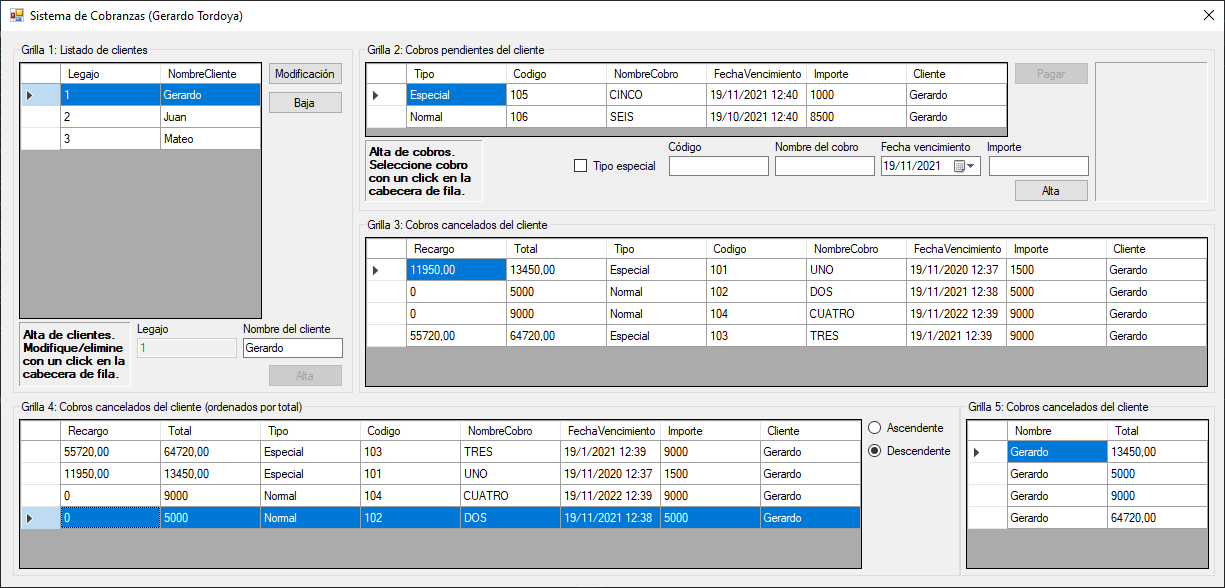 Sistema de Cobranzas (Gerardo Tordoya)
Grilla 1: Listado de clientes
Legajo NombreCliente
1 Gerardo
2 Juan
3 Mateo
Modificación
Baja
Alta de clientes.
Modifique/elimine
con un click en la
cabecera de fila.
Legajo
1
Nombre del cliente
Gerardo
Alta
Grilla 2: Cobros pendientes del cliente
Tipo Codigo NombreCobro FechaVencimiento Importe Cliente
Especial 105 CINCO 19/11/2021 12:40 1000 Gerardo
Normal 106 SEIS 19/10/2021 12:40 8500 Gerardo
Pagar
Alta de cobros.
Seleccione cobro
con un click en la
cabecera de fila.
Tipo especial
Código
Nombre del cobro
Fecha vencimiento
19/11/2021
Importe
Alta
Grilla 3: Cobros cancelados del cliente
Recargo Total Tipo Codigo NombreCobro FechaVencimiento Importe Cliente
11950,00 13450,00 Especial 101 UNO 19/11/2020 12:37 1500 Gerardo
0 5000 Normal 102 DOS 19/11/2021 12:38 5000 Gerardo
0 9000 Normal 104 CUATRO 19/11/2022 12:39 9000 Gerardo
55720,00 64720,00 Especial 103 TRES 19/1/2021 12:39 9000 Gerardo
Grilla 4: Cobros cancelados del cliente (ordenados por total)
Recargo Total Tipo Codigo NombreCobro FechaVencimiento Importe Cliente
55720,00 64720,00 Especial 103 TRES 19/1/2021 12:39 9000 Gerardo
11950,00 13450,00 Especial 101 UNO 19/11/2020 12:37 1500 Gerardo
0 9000 Normal 104 CUATRO 19/11/2022 12:39 9000 Gerardo
0 5000 Normal 102 DOS 19/11/2021 12:38 5000 Gerardo
Ascendente
Descendente
Grilla 5: Cobros cancelados del cliente
Nombre Total
Gerardo 13450,00
Gerardo 5000
Gerardo 9000
Gerardo 64720,00